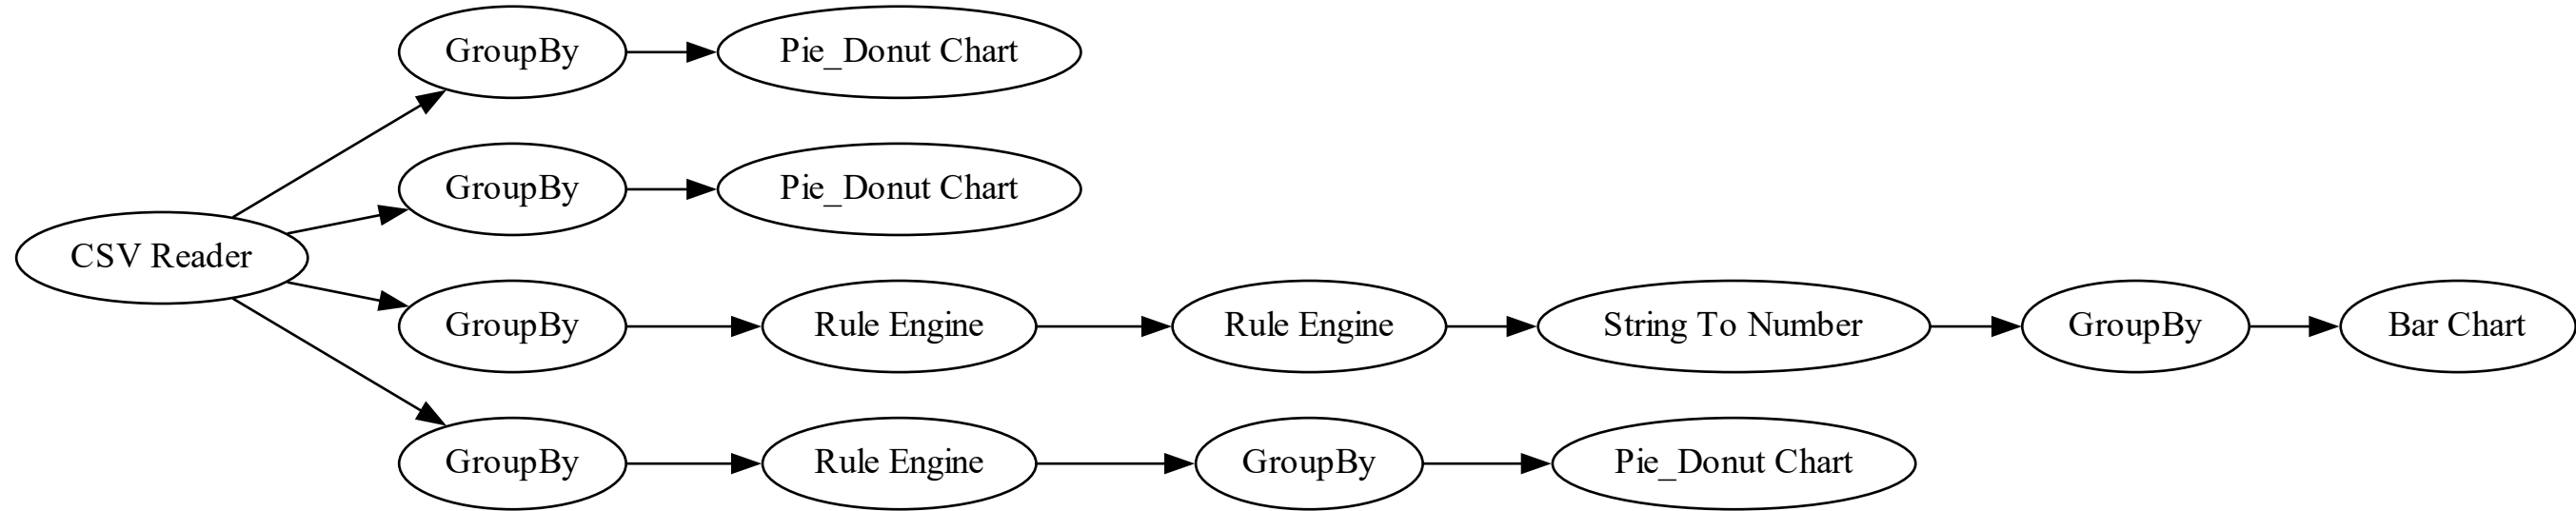 GroupBy
Pie_Donut Chart
GroupBy
Pie_Donut Chart
CSV Reader
GroupBy
Rule Engine
Rule Engine
String To Number
GroupBy
Bar Chart
GroupBy
Rule Engine
GroupBy
Pie_Donut Chart